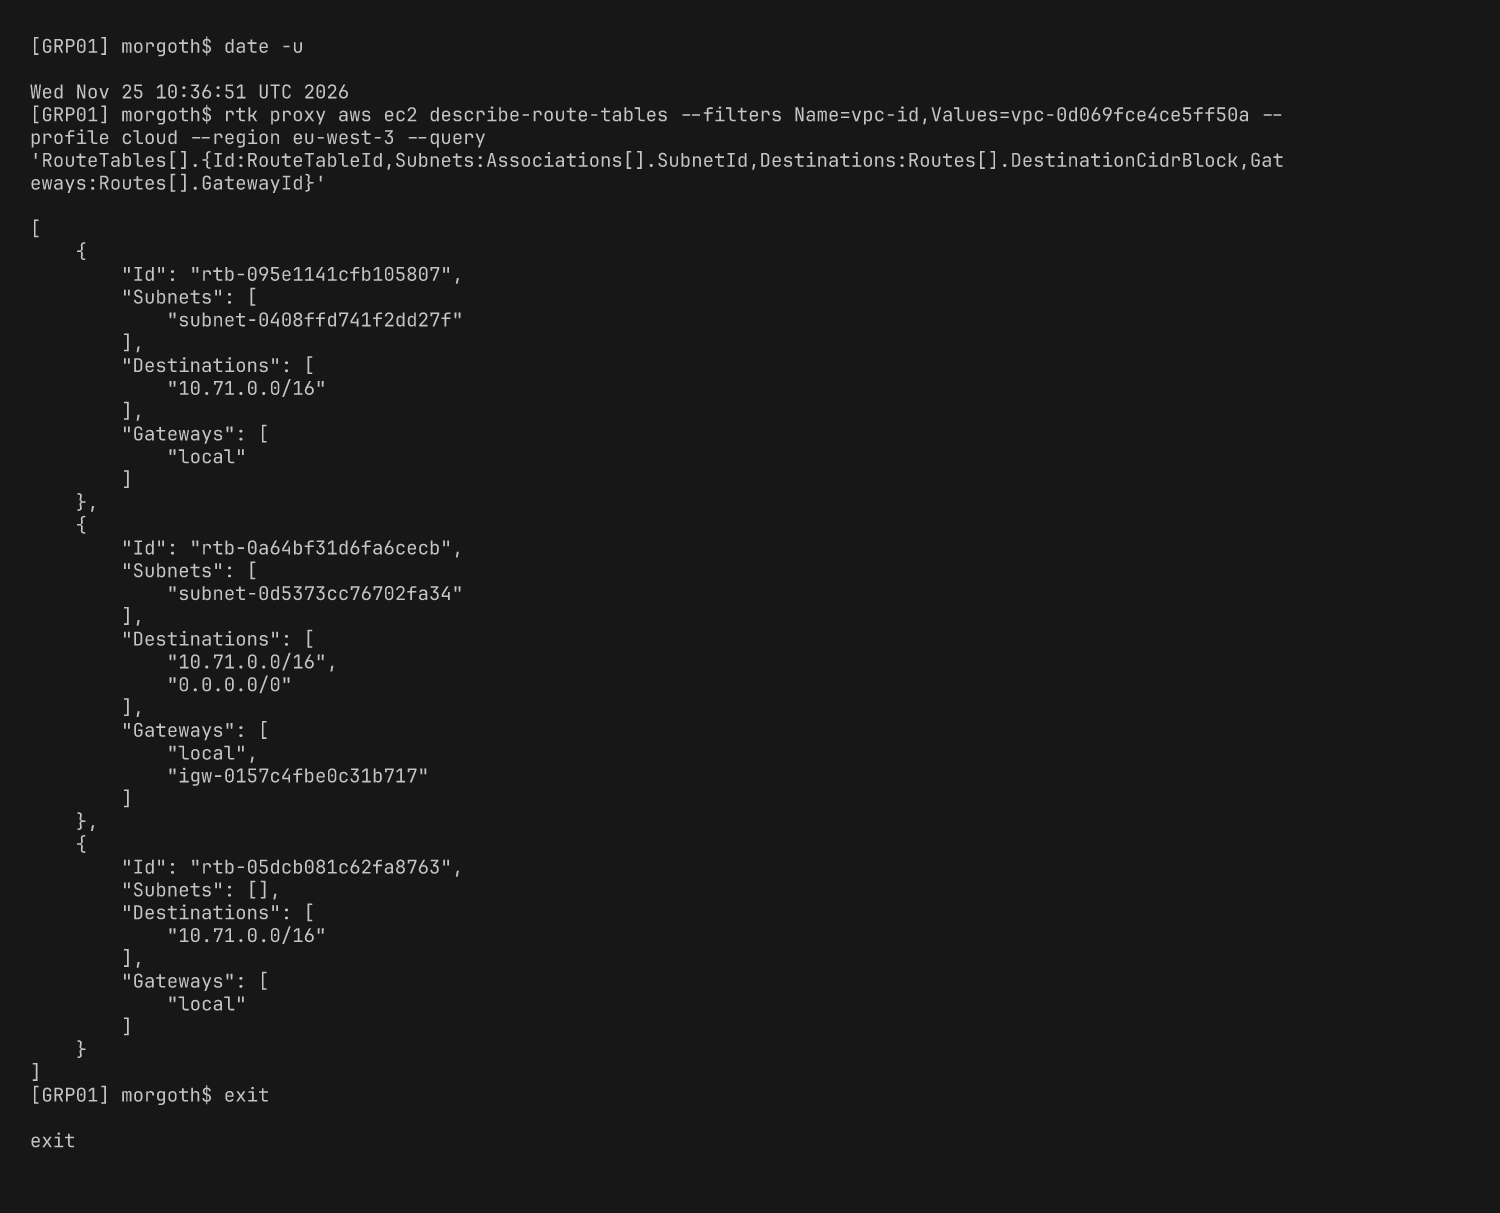 [GRP01] morgoth$ date -u
Wed Nov 25 10:36:51 UTC 2026
[GRP01] morgoth$ rtk proxy aws ec2 describe-route-tables --filters Name=vpc-id,Values=vpc-0d069fce4ce5ff50a --
profile cloud --region eu-west-3 --query
'RouteTables[].{Id:RouteTableId,Subnets:Associations[].SubnetId,Destinations:Routes[].DestinationCidrBlock,Gat
eways:Routes[].GatewayId}'
[
    {
        "Id": "rtb-095e1141cfb105807",
        "Subnets": [
            "subnet-0408ffd741f2dd27f"
        ],
        "Destinations": [
            "10.71.0.0/16"
        ],
        "Gateways": [
            "local"
        ]
    },
    {
        "Id": "rtb-0a64bf31d6fa6cecb",
        "Subnets": [
            "subnet-0d5373cc76702fa34"
        ],
        "Destinations": [
            "10.71.0.0/16",
            "0.0.0.0/0"
        ],
        "Gateways": [
            "local",
            "igw-0157c4fbe0c31b717"
        ]
    },
    {
        "Id": "rtb-05dcb081c62fa8763",
        "Subnets": [],
        "Destinations": [
            "10.71.0.0/16"
        ],
        "Gateways": [
            "local"
        ]
    }
]
[GRP01] morgoth$ exit
exit